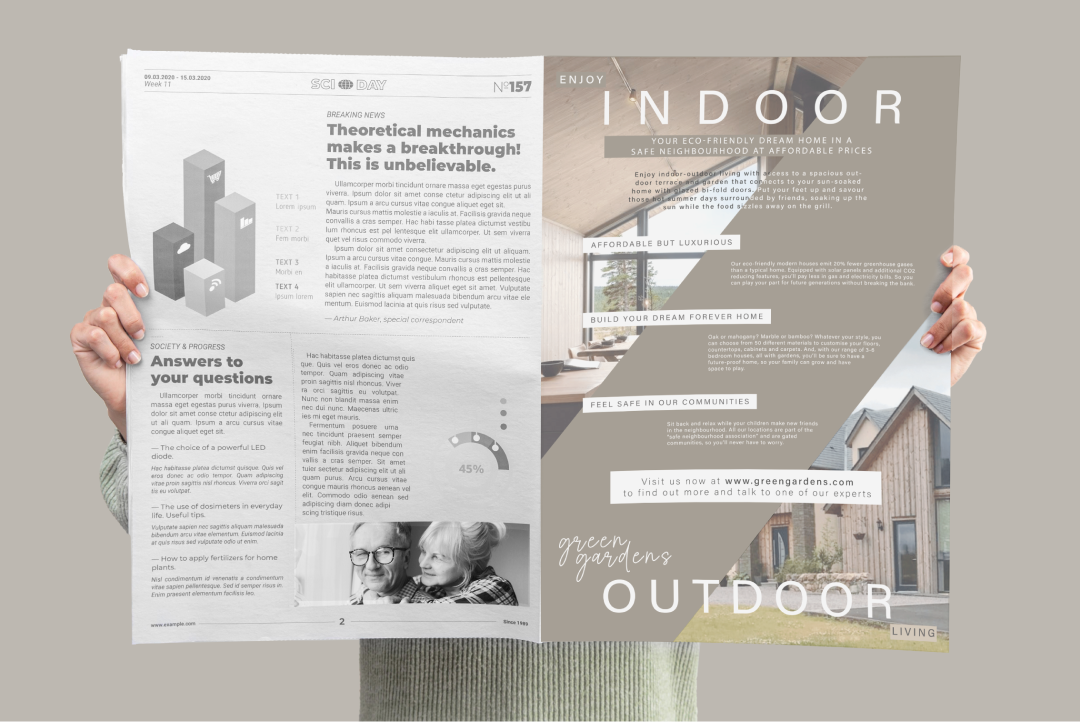 09.03.2020 - 15.03.2020
Week 11
SCI DAY
Nº157
BREAKING NEWS
Theoretical mechanics
makes a breakthrough!
This is unbelievable.
Ullamcorper morbi tincidunt ornare massa eget egestas purus
viverra. Ipsum dolor sit amet conse ctetur adipiscing elit ut ali
quam. Ipsum a arcu cursus vitae congue aliquet eget sit.
Mauris cursus mattis molestie a iaculis at. Facilisis gravida neque
convallis a cras semper. Hac habi tasse platea dictumst vestibu
lum rhoncus est pel lentesque elit ullamcorper. Ut sem viverra
quet vel risus commodo viverra.
Ipsum dolor sit amet consectetur adipiscing elit ut aliquam.
Ipsum a arcu cursus vitae congue aliquet eget. Mauris cursus mattis molestie
a iaculis at. Facilisis gravida neque convallis a cras semper. Hac
habitasse platea dictumst vestibulum rhoncus est pellentesque
elit ullamcorper. Ut sem viverra aliquet eget sit amet. Vulputate
sapien nec sagittis aliquam malesuada bibendum arcu vitae ele
mentum. Euismod lacinia at quis risus sed vulputate.
— Arthur Baker, special correspondent
TEXT 1
Lorem ipsum
TEXT 2
Fem morbi
TEXT 3
Morbi en
TEXT 4
ipsum lorem
SOCIETY & PROGRESS
Answers to
your questions
Ullamcorper morbi tincidunt ornare
massa eget egestas purus viverra. Ipsum
dolor sit amet conse ctetur adipiscing elit
ut ali quam. Ipsum a arcu cursus vitae
congue aliquet eget sit.
— The choice of a powerful LED
diode.
Hac habitasse platea dictumst quisque. Quis vel
eros donec ac odio tempor. Quam adipiscing
vitae proin sagittis nisl rhoncus. Viverra orci sagit
tis eu volutpat.
— The use of dosimeters in everyday
life. Useful tips.
Vulputate sapien nec sagittis aliquam malesuada
bibendum arcu vitae elementum. Euismod lacinia
at quis risus sed vulputate odio ut enim.
— How to apply fertilizers for home
plants.
Nisl condimentum id venenatis a condimentum
vitae sapien pellentesque. Sed id semper risus in.
Enim praesent elementum facilisis leo.
Hac habitasse platea dictumst quis
que. Quis vel eros donec ac odio
tempor. Quam adipiscing vitae
proin sagittis nisl rhoncus. Viver
ra orci sagittis eu volutpat.
Nunc non blandit massa enim
nec dui nunc. Maecenas ultric
ies mi eget mauris.
Fermentum posuere urna
nec tincidunt praesent semper
feugiat nibh. Aliquet bibendum
enim facilisis gravida neque con
vallis a cras semper. Sit amet
tuler sectetur adipiscing elit ut ali
quam purus. Arcu cursus vitae
congue mauris rhoncus aenean vel
elit. Commodo odio aenean sed
adipiscing diam donec adipi
scing tristique risus.
45%
www.example.com
2
Since 1985
ENJOY
INDOOR
YOUR ECO-FRIENDLY DREAM HOME IN A
SAFE NEIGHBOURHOOD AT AFFORDABLE PRICES
Enjoy indoor-outdoor living with access to a spacious out-
door terrace and garden that connects to your sun-soaked
home with glazed bi-fold doors. Put your feet up and savour
those hot summer days surrounded by friends, soaking up the
sun while the food sizzles away on the grill.
AFFORDABLE BUT LUXURIOUS
Our eco-friendly modern houses emit 20% fewer greenhouse gases
than a typical home. Equipped with solar panels and additional CO2
reducing features, you'll pay less in gas and electricity bills. So you
can play your part for future generations without breaking the bank.
BUILD YOUR DREAM FOREVER HOME
Oak or mahogany? Marble or bamboo? Whatever your style, you
can choose from 50 different materials to customise your floors,
countertops, cabinets and carpets. And, with our range of 5-6
bedroom houses, all with gardens, you'll be sure to have a
future-proof home, as your family can grow and have
space to play.
FEEL SAFE IN OUR COMMUNITIES
Sit back and relax while your children make new friends
in the neighbourhood. All our locations are part of the
"safe neighbourhood association" and are gated
communities, so you'll never have to worry.
Visit us now at www.greengardens.com
to find out more and talk to one of our experts
green
gardens
OUTDOOR
LIVING